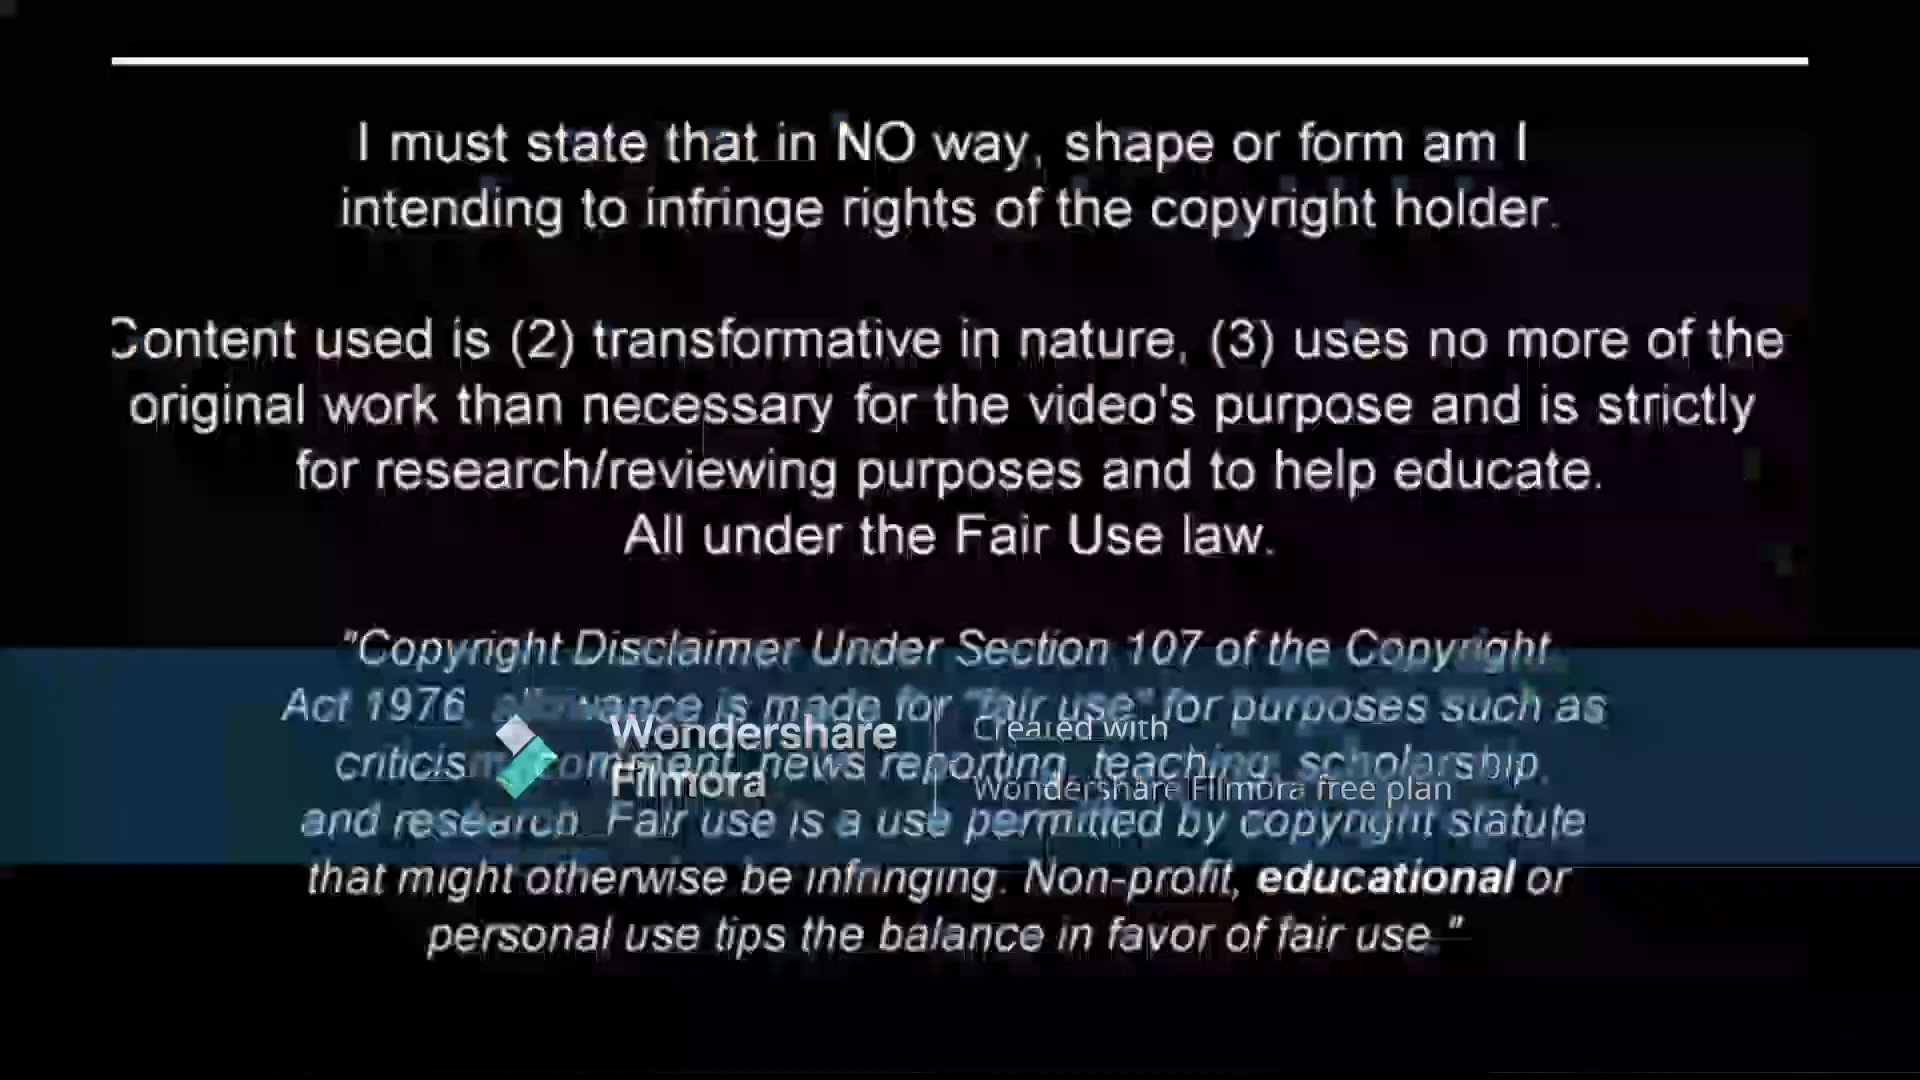 I must state that in NO way, shape or form am I
intending to infringe rights of the copyright holder.
Content used is (2) transformative in nature, (3) uses no more of the
original work than necessary for the video's purpose and is strictly
for research/reviewing purposes and to help educate.
All under the Fair Use law.
"Copyright Disclaimer Under Section 107 of the Copyright
Act 1976, allowance is made for "fair use" for purposes such as
criticism, comment, news reporting, teaching, scholarship,
and research. Fair use is a use permitted by copyright statute
that might otherwise be infringing. Non-profit, educational or
personal use tips the balance in favor of fair use."
Wondershare
Filmora
Created with
Wondershare Filmora free plan